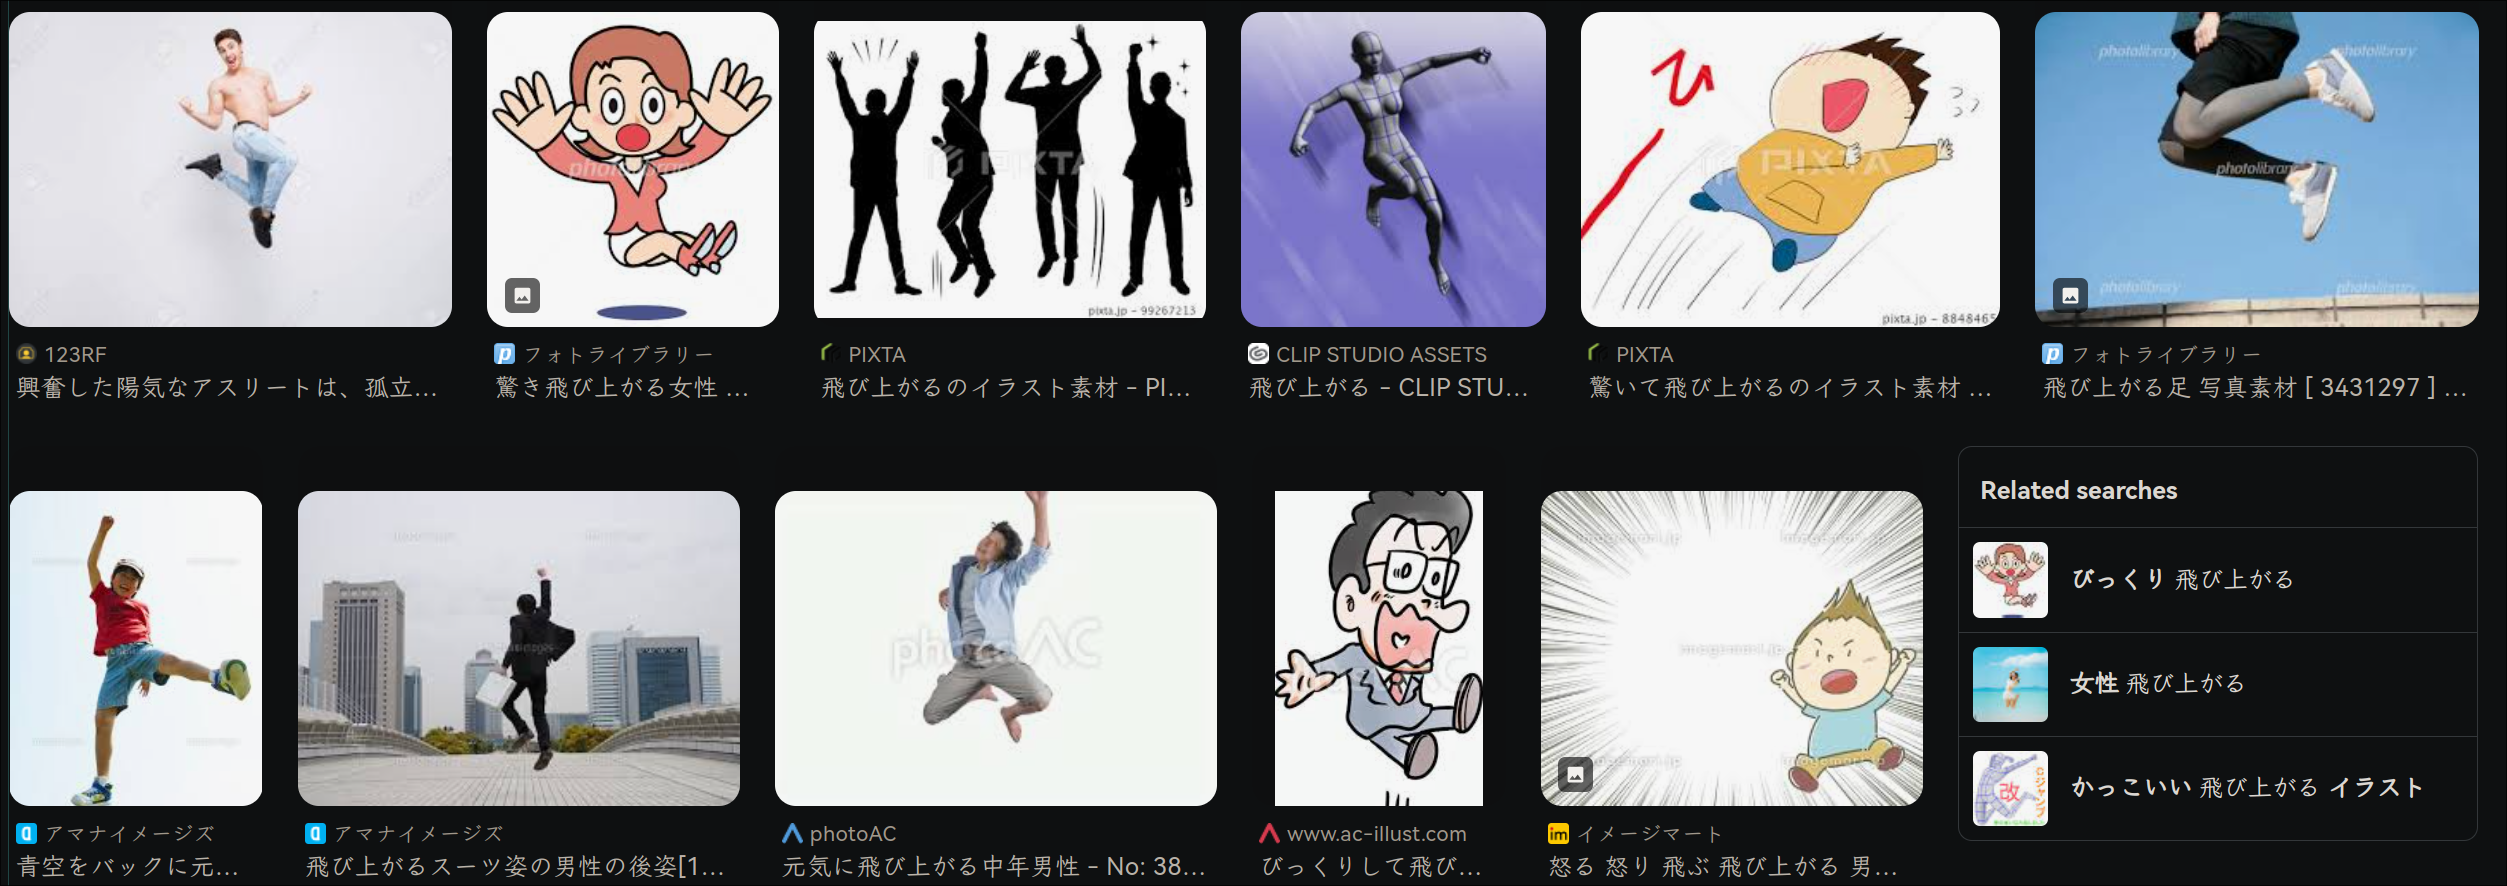 ひ
photolibrary
PIXTA
pixta.jp - 99267213
PIXTA
pixta.jp - 8848465
photolibrary
photolibrary
photolibrary
photolibrary
photolibrary
123RF
フォトライブラリー
PIXTA
CLIP STUDIO ASSETS
PIXTA
フォトライブラリー
興奮した陽気なアスリートは、孤立...
驚き飛び上がる女性 ...
飛び上がるのイラスト素材 - PI...
飛び上がる - CLIP STU...
驚いて飛び上がるのイラスト素材 ...
飛び上がる足 写真素材 [ 3431297 ] ...
Related searches
びっくり 飛び上がる
女性 飛び上がる
かっこいい 飛び上がる イラスト
改
photoAC
imagemart.jp
アマナイメージズ
アマナイメージズ
photoAC
www.ac-illust.com
イメージマート
青空をバックに元...
飛び上がるスーツ姿の男性の後姿[1...
元気に飛び上がる中年男性 - No: 38...
びっくりして飛び...
怒る 怒り 飛ぶ 飛び上がる 男...